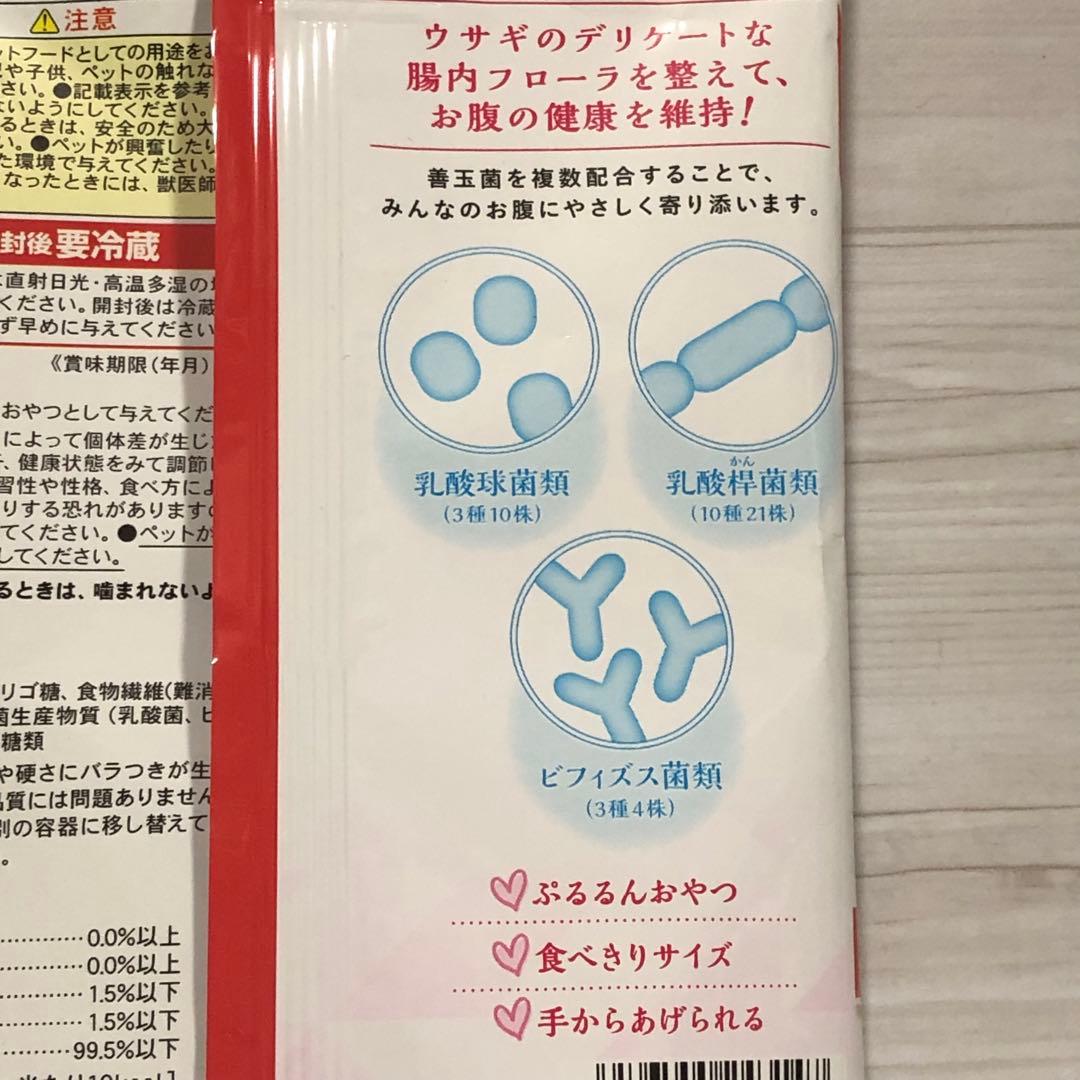 注意
ットフードとしての用途をお
や子供、ペットの触れな
さい。●記載表示を参考
ないようにしてください。
るときは、安全のため大
い。●ペットが興奮したり
た環境で与えてください。
なったときには、獣医師
封後要冷蔵
直射日光・高温多湿の
ください。開封後は冷蔵
ず早めに与えてください
《賞味期限(年月)
おやつとして与えてくだ
によって個体差が生じ
、健康状態をみて調節
習性や性格、食べ方によ
りする恐れがありますの
てください。●ペットが
してください。
るときは、噛まれないよ
リゴ糖、食物繊維(難消
菌生産物質(乳酸菌、ビ
糖類
や硬さにバラつきが生
品質には問題ありません
別の容器に移し替えて
。
0.0%以上
0.0%以上
1.5%以下
1.5%以下
99.5%以下
ウサギのデリケートな
腸内フローラを整えて、
お腹の健康を維持!
善玉菌を複数配合することで、
みんなのお腹にやさしく寄り添います。
乳酸球菌類
(3種10株)
かん
乳酸桿菌類
(10種21株)
ビフィズス菌類
(3種4株)
ぷるるんおやつ
食べきりサイズ
手からあげられる